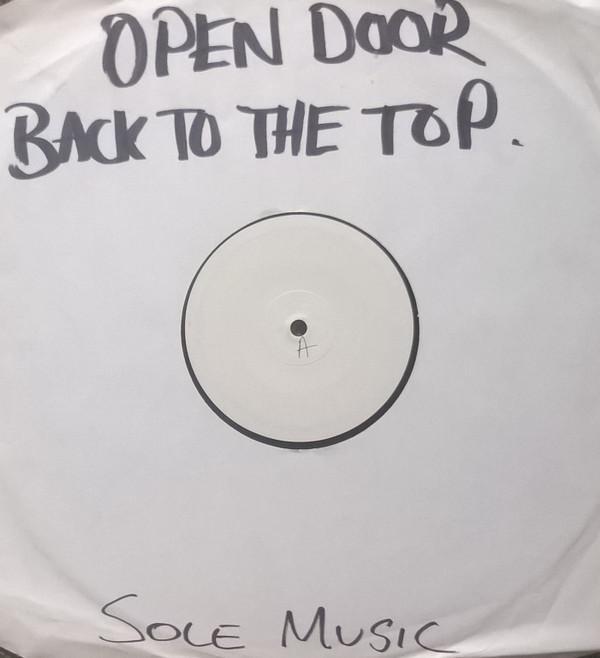 OPEN DOOR
BACK TO THE TOP.
A
SOLE MUSIC